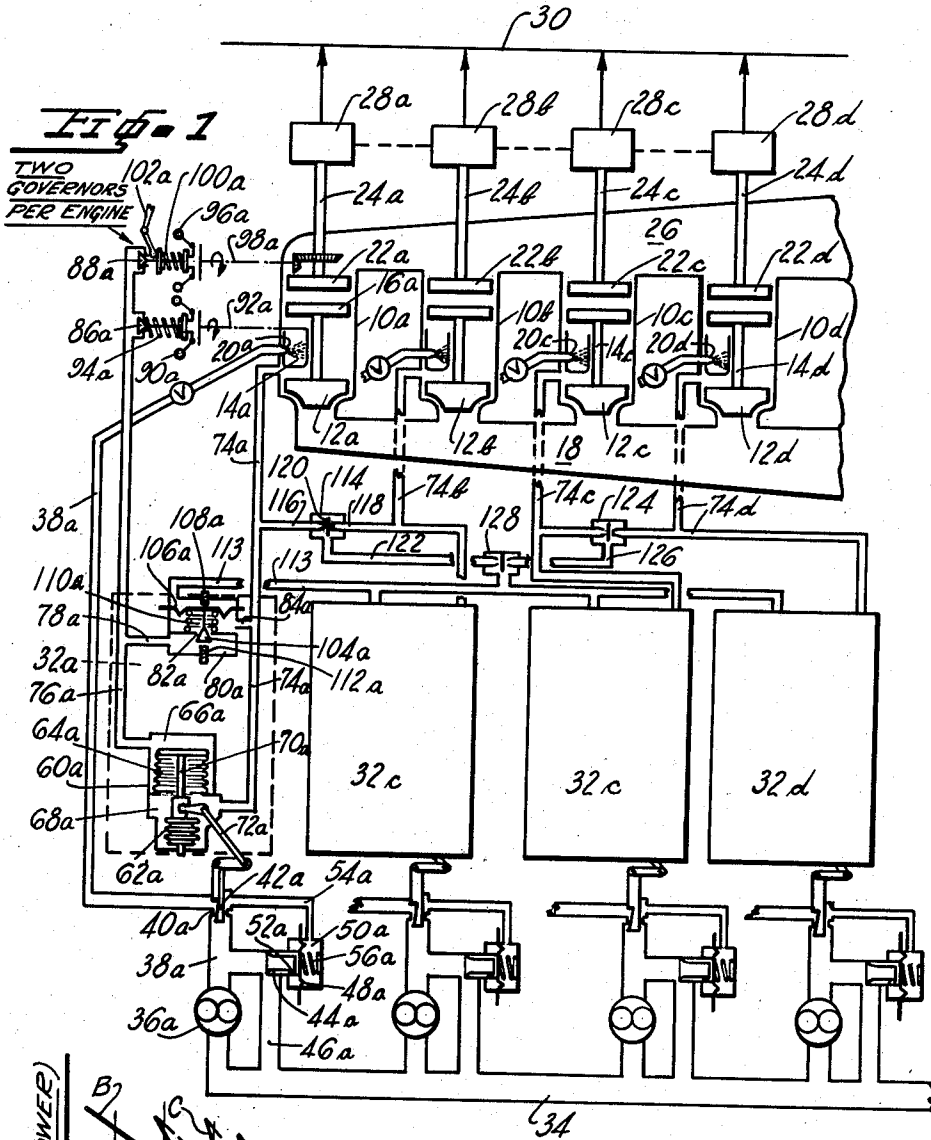 30
FIG. 1
28a
28b
28c
28d
TWO
GOVERNORS
PER ENGINE
102a
100a
96a
24a
24b
24c
24d
98a
26
88a
22a
22b
22c
22d
16a
92a
10a
10b
10c
10d
86a
20a
20c
14c
20d
94a
90a
14d
14a
12a
12b
12c
12d
18
74a
120
114
74b
74c
124
74d
38a
116
118
128
108a
122
126
106a
113
113
110a
84a
78a
104a
32a
82a
80a
112a
76a
74a
66a
64a
70a
60a
32c
32c
32d
68a
72a
62a
42a
54a
40a
52a
50a
38a
56a
48a
36a
44a
46a
34
B
C